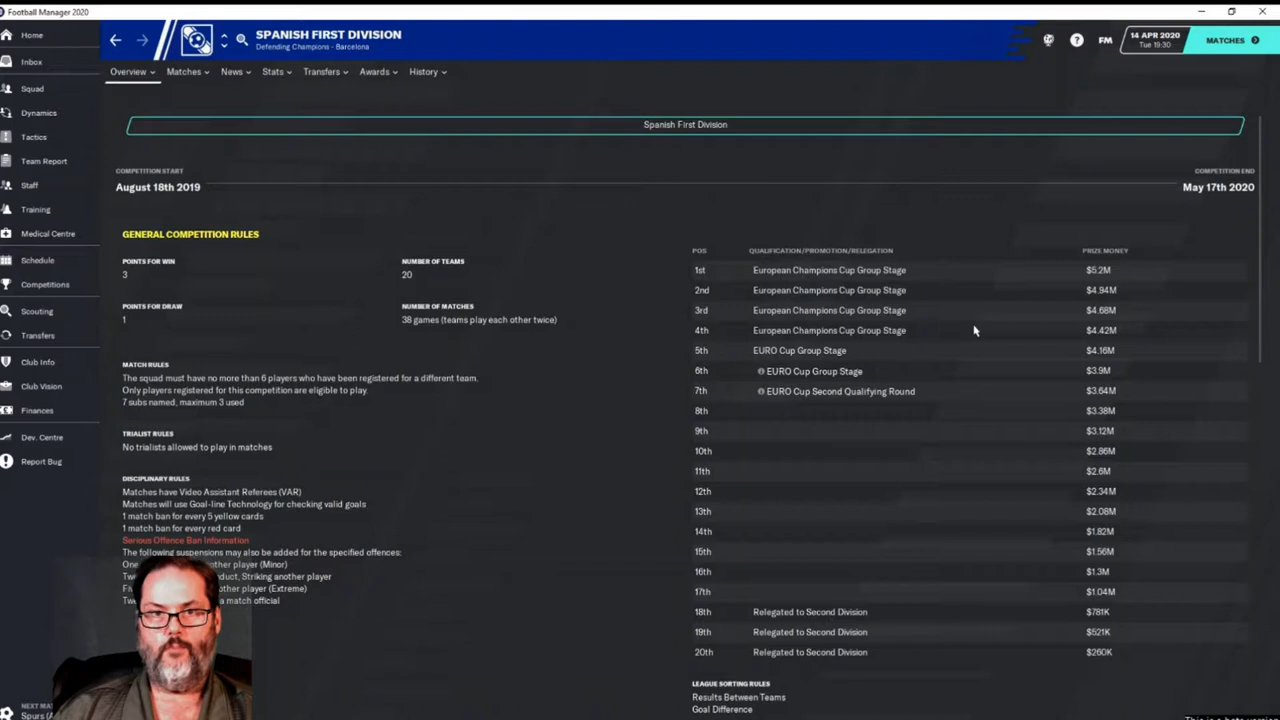 Football Manager 2020
Home
Inbox
Squad
Dynamics
Tactics
Team Report
Staff
Training
Medical Centre
Schedule
Competitions
Scouting
Transfers
Club Info
Club Vision
Finances
Dev. Centre
Report Bug
SPANISH FIRST DIVISION
Defending Champions - Barcelona
FM
14 APR 2020
Tue 19:30
MATCHES
Overview Matches News Stats Transfers Awards History
Spanish First Division
COMPETITION START
August 18th 2019
COMPETITION END
May 17th 2020
GENERAL COMPETITION RULES
POINTS FOR WIN
3
NUMBER OF TEAMS
20
POINTS FOR DRAW
1
NUMBER OF MATCHES
38 games (teams play each other twice)
MATCH RULES
The squad must have no more than 6 players who have been registered for a different team.
Only players registered for this competition are eligible to play.
7 subs named, maximum 3 used
TRIALIST RULES
No trialists allowed to play in matches
DISCIPLINARY RULES
Matches have Video Assistant Referees (VAR)
Matches will use Goal-line Technology for checking valid goals
1 match ban for every 5 yellow cards
1 match ban for every red card
Serious Offence Ban Information
The following suspensions may also be added for the specified offences:
other player (Minor)
Striking another player
other player (Extreme)
a match official
POS QUALIFICATION/PROMOTION/RELEGATION PRIZE MONEY
1st European Champions Cup Group Stage $5.2M
2nd European Champions Cup Group Stage $4.94M
3rd European Champions Cup Group Stage $4.68M
4th European Champions Cup Group Stage $4.42M
5th EURO Cup Group Stage $4.16M
6th EURO Cup Group Stage $3.9M
7th EURO Cup Second Qualifying Round $3.64M
8th $3.38M
9th $3.12M
10th $2.86M
11th $2.6M
12th $2.34M
13th $2.08M
14th $1.82M
15th $1.56M
16th $1.3M
17th $1.04M
18th Relegated to Second Division $781K
19th Relegated to Second Division $521K
20th Relegated to Second Division $260K
LEAGUE SORTING RULES
Results Between Teams
Goal Difference
NEXT
Spurs